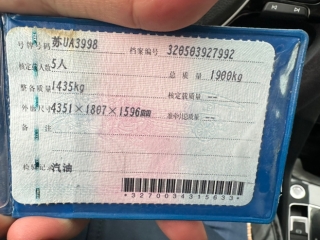 号牌号码 苏UA3998 档案编号 320503927992
核定载人数 5人 总质量 1900kg
整备质量 1435kg 核定载质量 --
外廓尺寸 4351×1807×1596mm 准牵引总质量 --
备注
检验记录 汽油
*3270034315633*